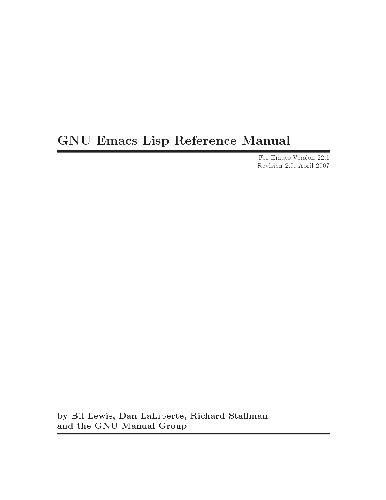 GNU Emacs Lisp Reference Manual
For Emacs Version 22.1
Revision 2.9, April 2007
by Bil Lewis, Dan LaLiberte, Richard Stallman
and the GNU Manual Group